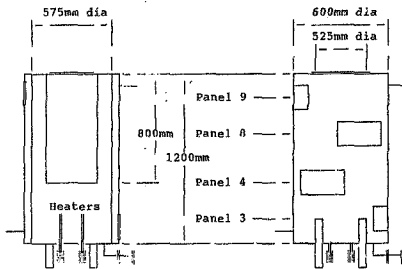 575mm dia
600mm dia
525mm dia
Panel 9
800mm
Panel 8
1200mm
Panel 4
Heaters
Panel 3